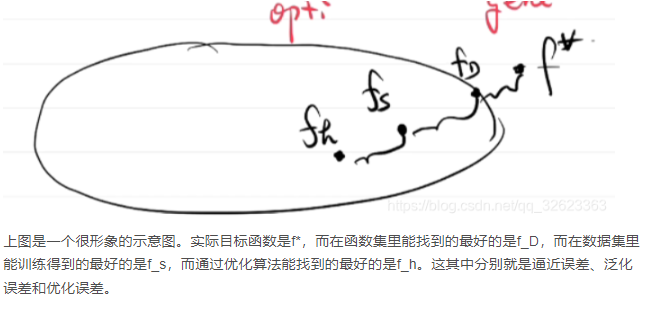 opti
gene
f*
f_D
f_s
f_h
https://blog.csdn.net/qq_32623363
上图是一个很形象的示意图。实际目标函数是f*，而在函数集里能找到的最好的是f_D，而在数据集里
能训练得到的最好的是f_s，而通过优化算法能找到的最好的是f_h。这其中分别就是逼近误差、泛化
误差和优化误差。